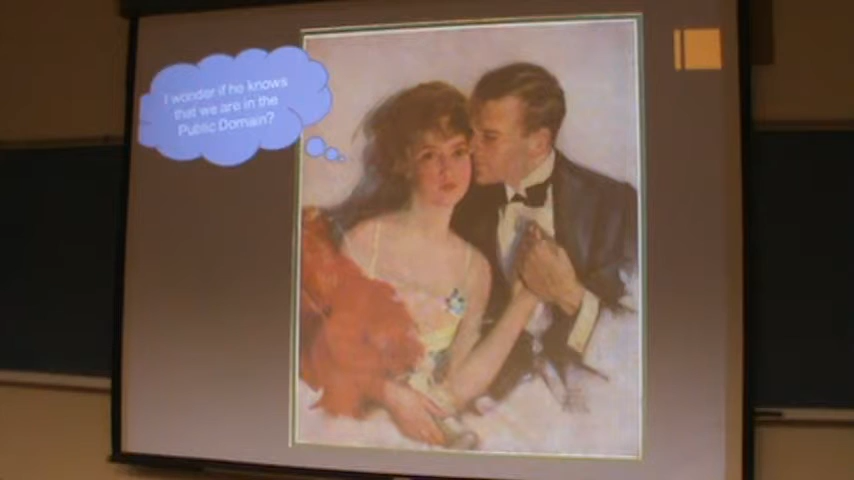 I wonder if he knows
that we are in the
Public Domain?